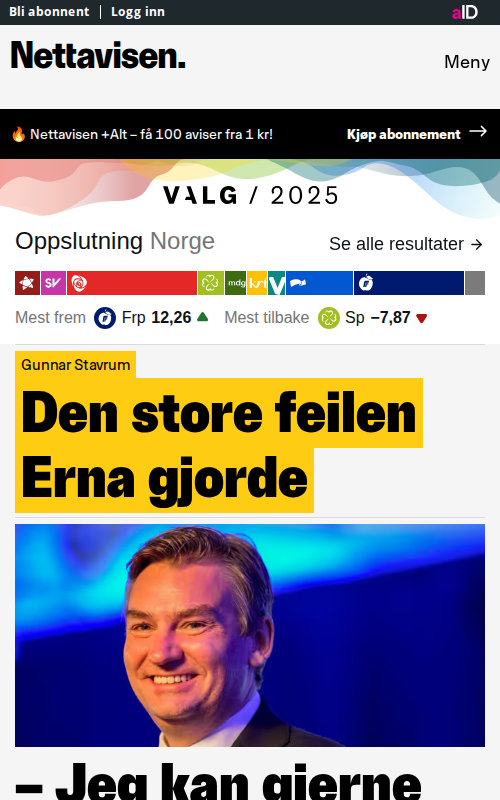 Bli abonnent
Logg inn
aID
Nettavisen.
Meny
🔥 Nettavisen +Alt – få 100 aviser fra 1 kr!
Kjøp abonnement →
VALG / 2025
Oppslutning Norge
Se alle resultater →
SV
mdg
krf
V
Mest frem Frp 12,26 Mest tilbake Sp −7,87
Gunnar Stavrum
Den store feilen
Erna gjorde
– Jeg kan gjerne